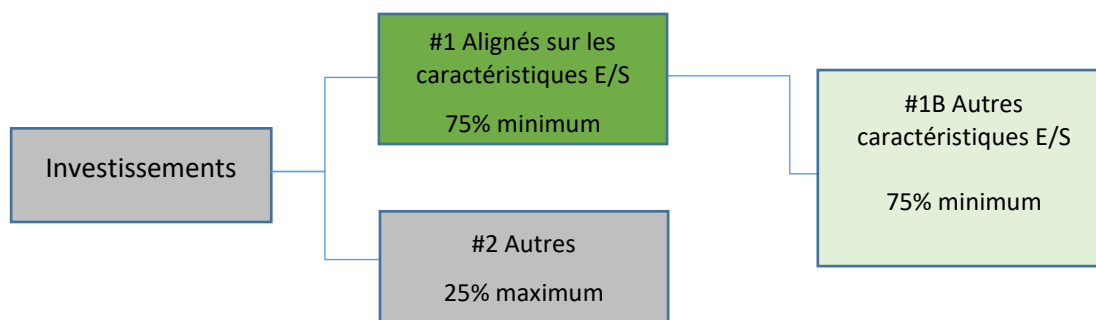 Investissements
#1 Alignés sur les
caractéristiques E/S
75% minimum
#2 Autres
25% maximum
#1B Autres
caractéristiques E/S
75% minimum